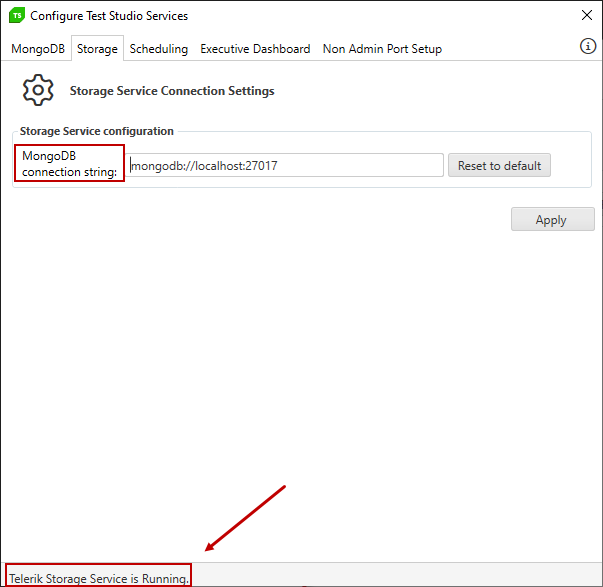 TS Configure Test Studio Services
MongoDB Storage Scheduling Executive Dashboard Non Admin Port Setup
Storage Service Connection Settings
Storage Service configuration
MongoDB
connection string:
mongodb://localhost:27017
Reset to default
Apply
Telerik Storage Service is Running.